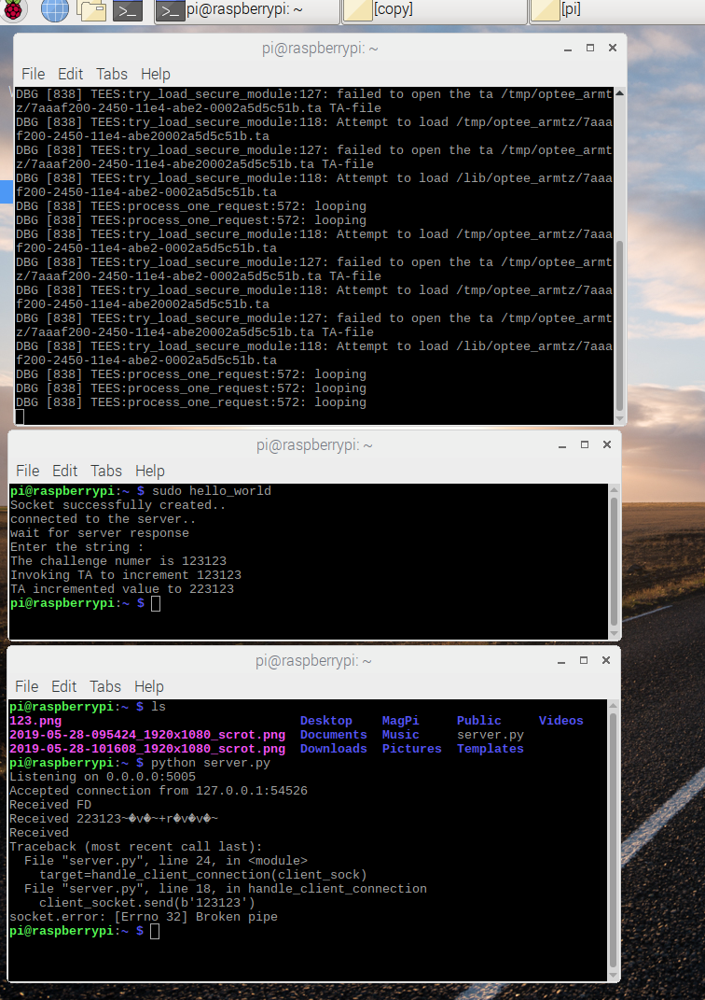 pi@raspberrypi: ~ [copy] [pi]
pi@raspberrypi: ~
File Edit Tabs Help
DBG [838] TEES:try_load_secure_module:127: failed to open the ta /tmp/optee_armt
z/7aaaf200-2450-11e4-abe2-0002a5d5c51b.ta TA-file
DBG [838] TEES:try_load_secure_module:118: Attempt to load /tmp/optee_armtz/7aaa
f200-2450-11e4-abe20002a5d5c51b.ta
DBG [838] TEES:try_load_secure_module:127: failed to open the ta /tmp/optee_armt
z/7aaaf200-2450-11e4-abe20002a5d5c51b.ta TA-file
DBG [838] TEES:try_load_secure_module:118: Attempt to load /lib/optee_armtz/7aaa
f200-2450-11e4-abe2-0002a5d5c51b.ta
DBG [838] TEES:process_one_request:572: looping
DBG [838] TEES:process_one_request:572: looping
DBG [838] TEES:try_load_secure_module:118: Attempt to load /tmp/optee_armtz/7aaa
f200-2450-11e4-abe2-0002a5d5c51b.ta
DBG [838] TEES:try_load_secure_module:127: failed to open the ta /tmp/optee_armt
z/7aaaf200-2450-11e4-abe2-0002a5d5c51b.ta TA-file
DBG [838] TEES:try_load_secure_module:118: Attempt to load /tmp/optee_armtz/7aaa
f200-2450-11e4-abe20002a5d5c51b.ta
DBG [838] TEES:try_load_secure_module:127: failed to open the ta /tmp/optee_armt
z/7aaaf200-2450-11e4-abe20002a5d5c51b.ta TA-file
DBG [838] TEES:try_load_secure_module:118: Attempt to load /lib/optee_armtz/7aaa
f200-2450-11e4-abe2-0002a5d5c51b.ta
DBG [838] TEES:process_one_request:572: looping
DBG [838] TEES:process_one_request:572: looping
DBG [838] TEES:process_one_request:572: looping
pi@raspberrypi: ~
File Edit Tabs Help
pi@raspberrypi:~ $ sudo hello_world
Socket successfully created..
connected to the server..
wait for server response
Enter the string :
The challenge numer is 123123
Invoking TA to increment 123123
TA incremented value to 223123
pi@raspberrypi:~ $
pi@raspberrypi: ~
File Edit Tabs Help
pi@raspberrypi:~ $ ls
123.png Desktop MagPi Public Videos
2019-05-28-095424_1920x1080_scrot.png Documents Music server.py
2019-05-28-101608_1920x1080_scrot.png Downloads Pictures Templates
pi@raspberrypi:~ $ python server.py
Listening on 0.0.0.0:5005
Accepted connection from 127.0.0.1:54526
Received FD
Received 223123~�v�~+r�v�v�~
Received
Traceback (most recent call last):
File "server.py", line 24, in <module>
target=handle_client_connection(client_sock)
File "server.py", line 18, in handle_client_connection
client_socket.send(b'123123')
socket.error: [Errno 32] Broken pipe
pi@raspberrypi:~ $